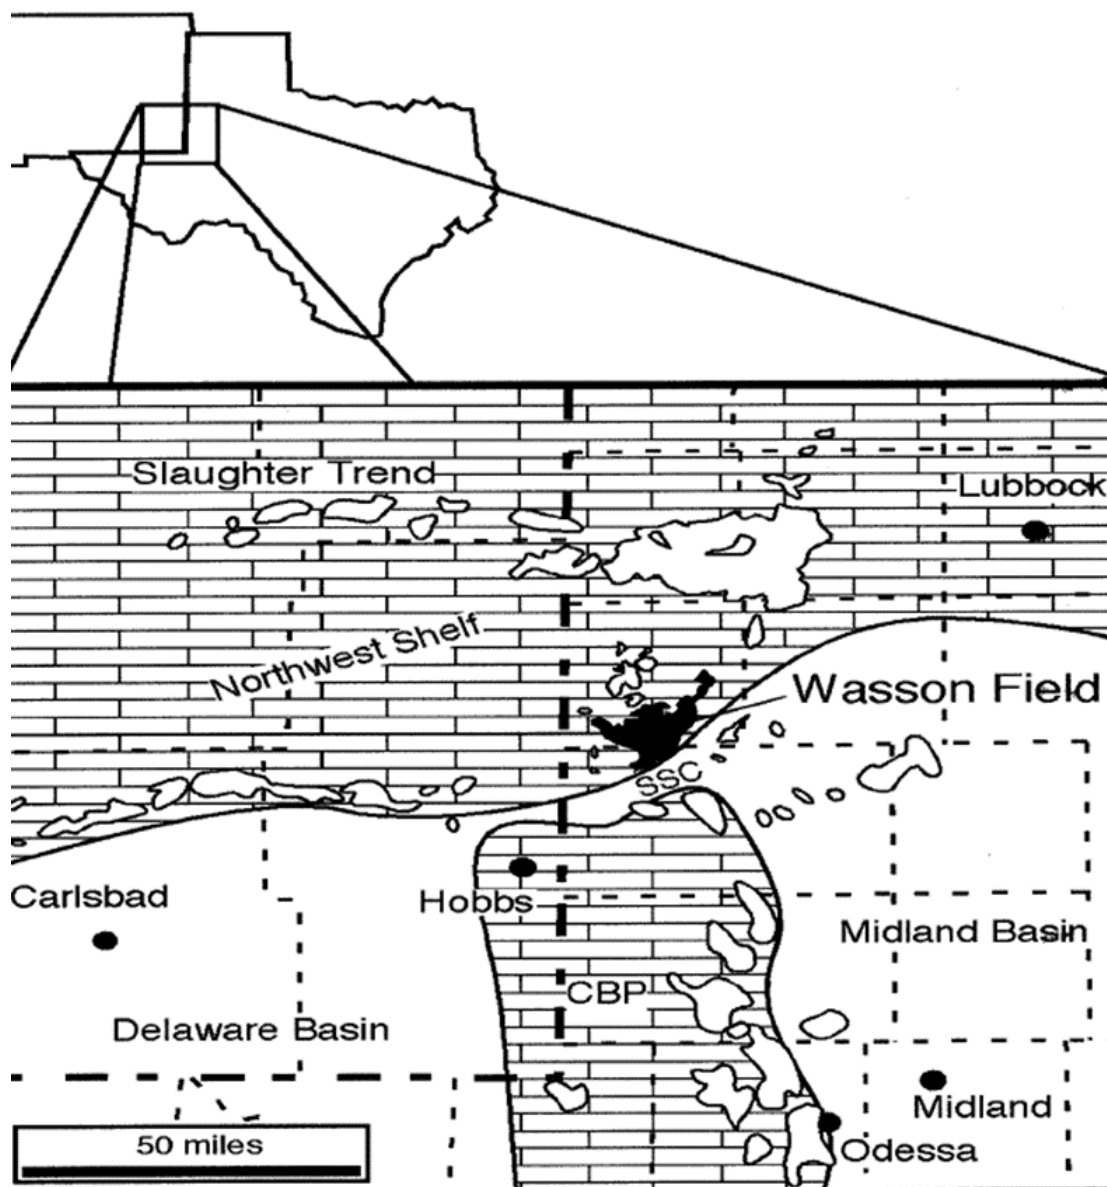 Slaughter Trend
Lubbock
Northwest Shelf
Wasson Field
SSC
Carlsbad
Hobbs
Midland Basin
CBP
Delaware Basin
Midland
50 miles
Odessa